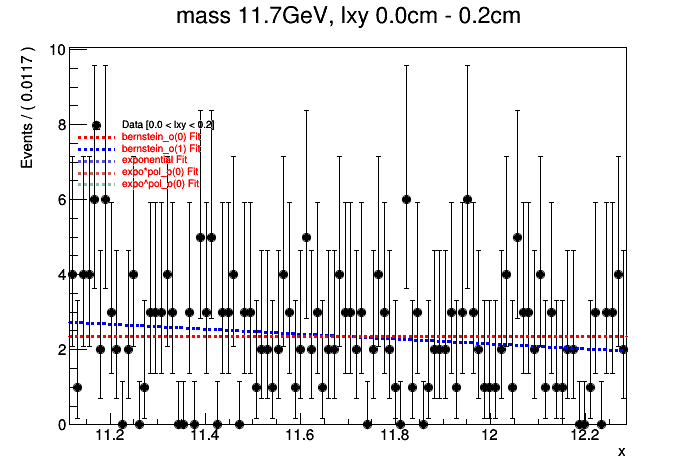 mass 11.7GeV, lxy 0.0cm - 0.2cm
Events / ( 0.0117 )
10
8
6
4
2
0
Data [0.0 < lxy < 0.2]
bernstein_o(0) Fit
bernstein_o(1) Fit
exponential Fit
expo*pol_o(0) Fit
expo^pol_o(0) Fit
11.2 11.4 11.6 11.8 12 12.2
x